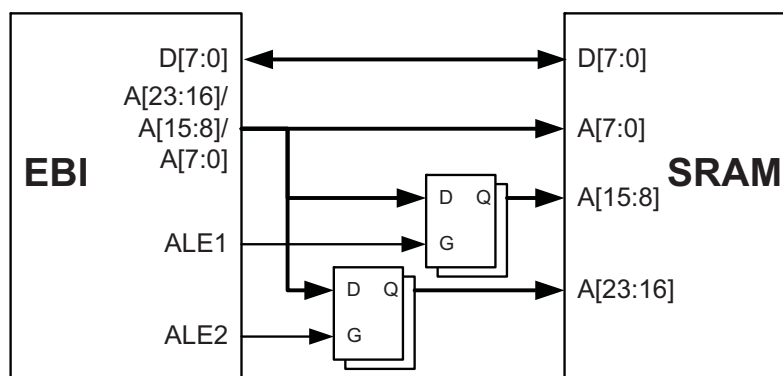 D[7:0]
D[7:0]
A[23:16]/
A[15:8]/
A[7:0]
A[7:0]
EBI
SRAM
D Q
A[15:8]
ALE1
G
D Q
A[23:16]
ALE2
G